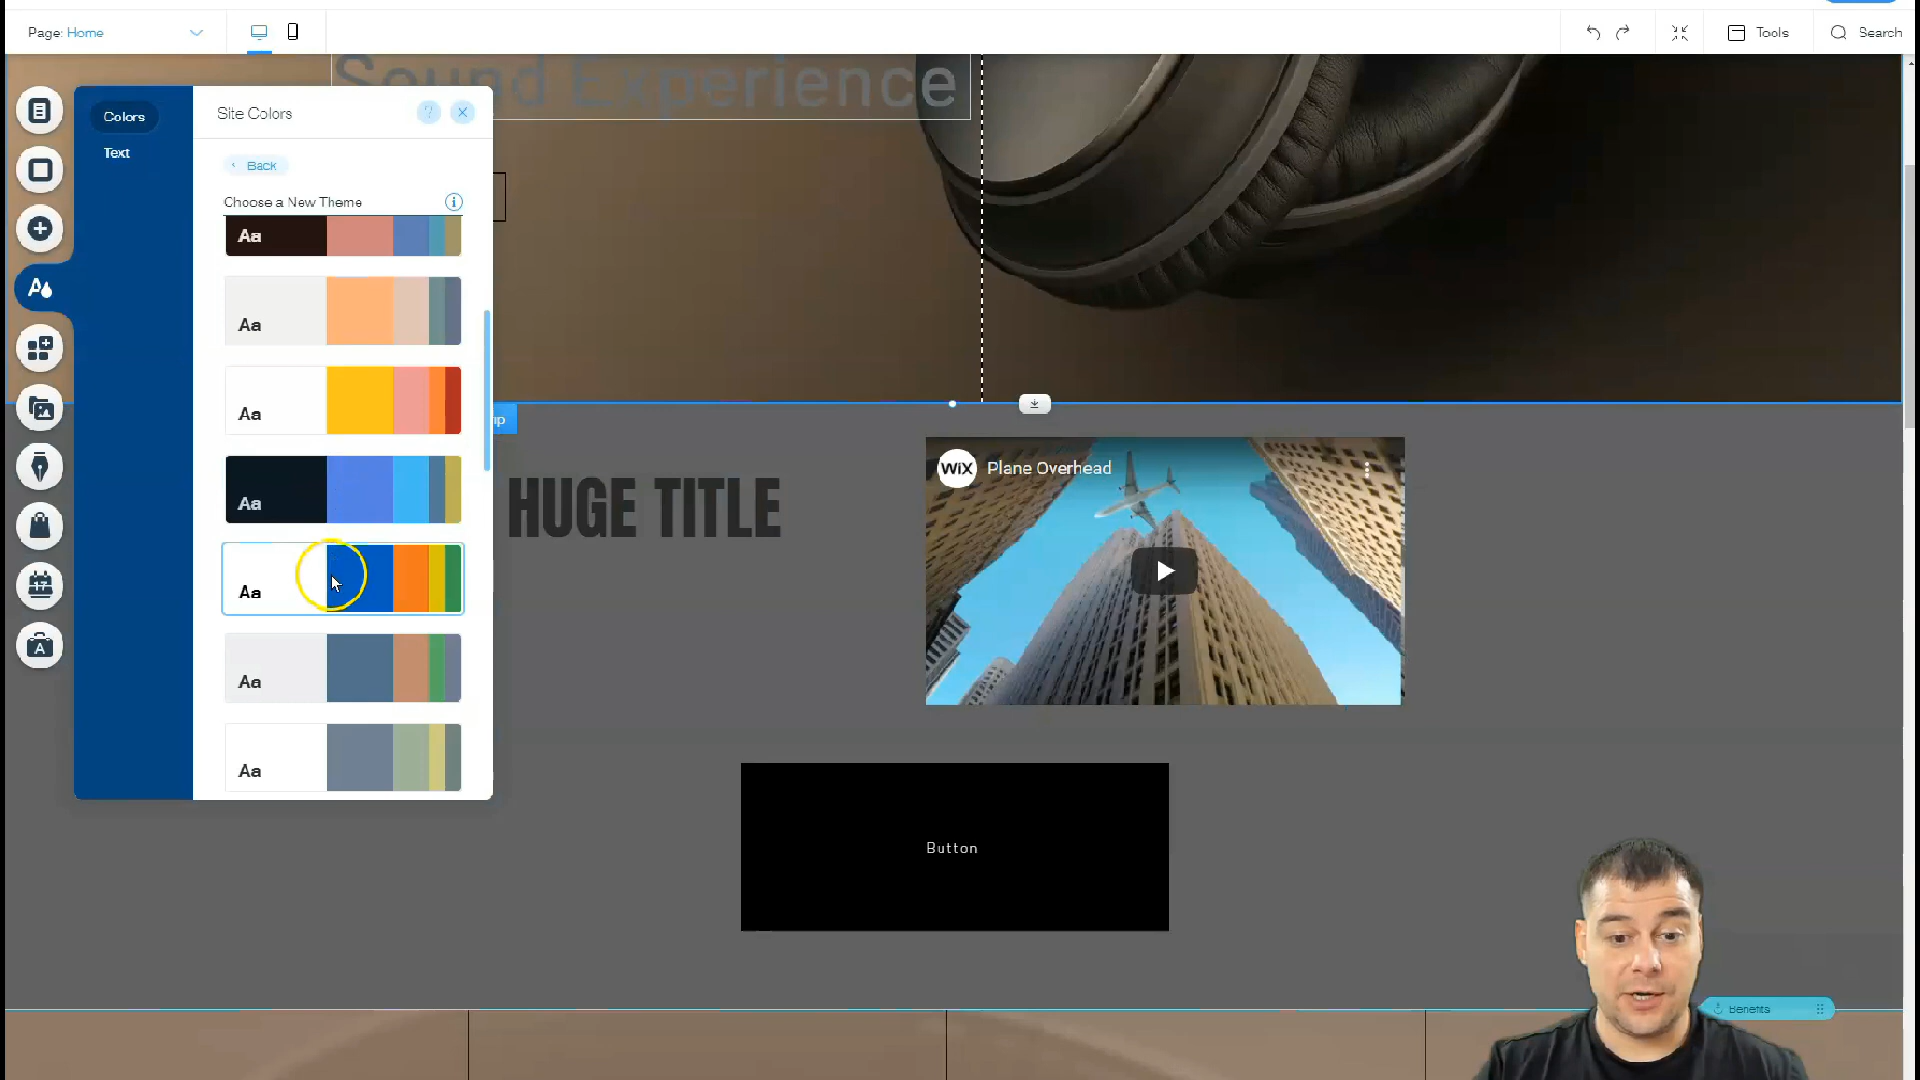 Page: Home
Tools
Search
Sound Experience
Colors
Text
Site Colors
?
Back
Choose a New Theme
i
Aa
Aa
Aa
Aa
Aa
Aa
Aa
17
A
HUGE TITLE
WiX
Plane Overhead
Button
Benefits